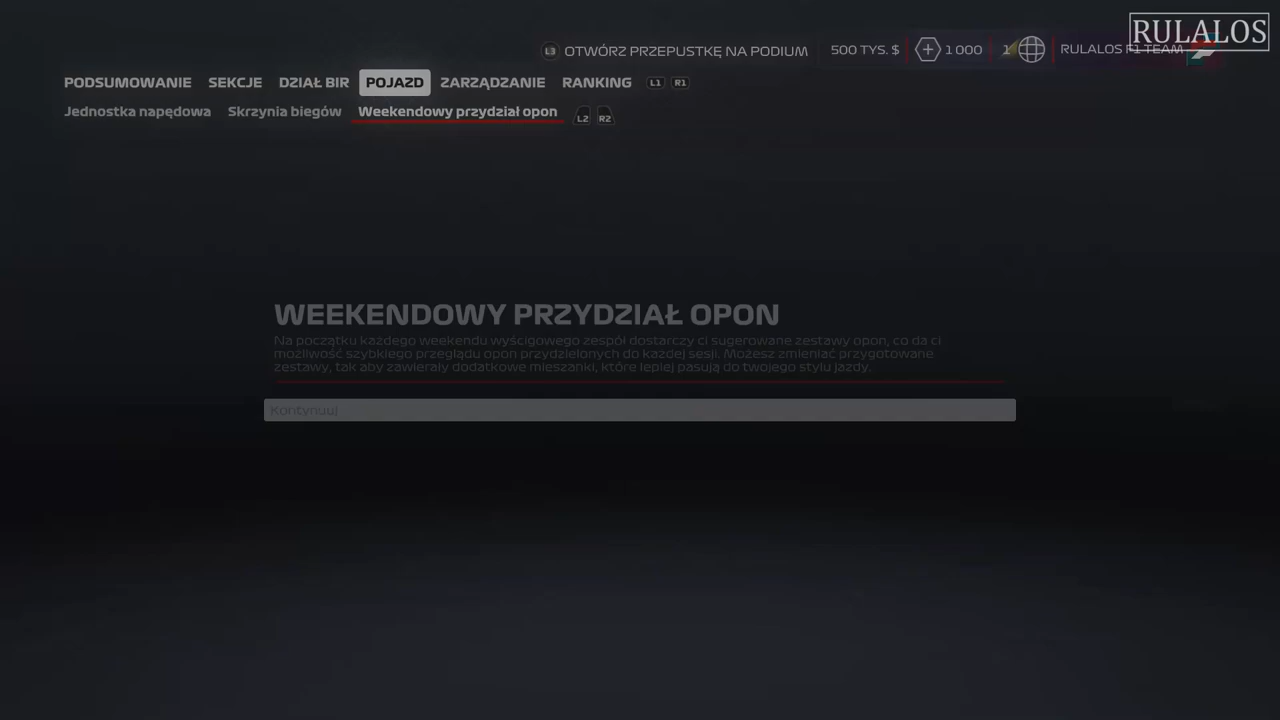 RULALOS
L3 OTWÓRZ PRZEPUSTKĘ NA PODIUM 500 TYS. $ 1 000 1 RULALOS F1 TEAM
PODSUMOWANIE SEKCJE DZIAŁ BIR POJAZD ZARZĄDZANIE RANKING L1 R1
Jednostka napędowa Skrzynia biegów Weekendowy przydział opon L2 R2
WEEKENDOWY PRZYDZIAŁ OPON
Na początku każdego weekendu wyścigowego zespół dostarczy ci sugerowane zestawy opon, co da ci
możliwość szybkiego przeglądu opon przydzielonych do każdej sesji. Możesz zmieniać przygotowane
zestawy, tak aby zawierały dodatkowe mieszanki, które lepiej pasują do twojego stylu jazdy.
Kontynuuj